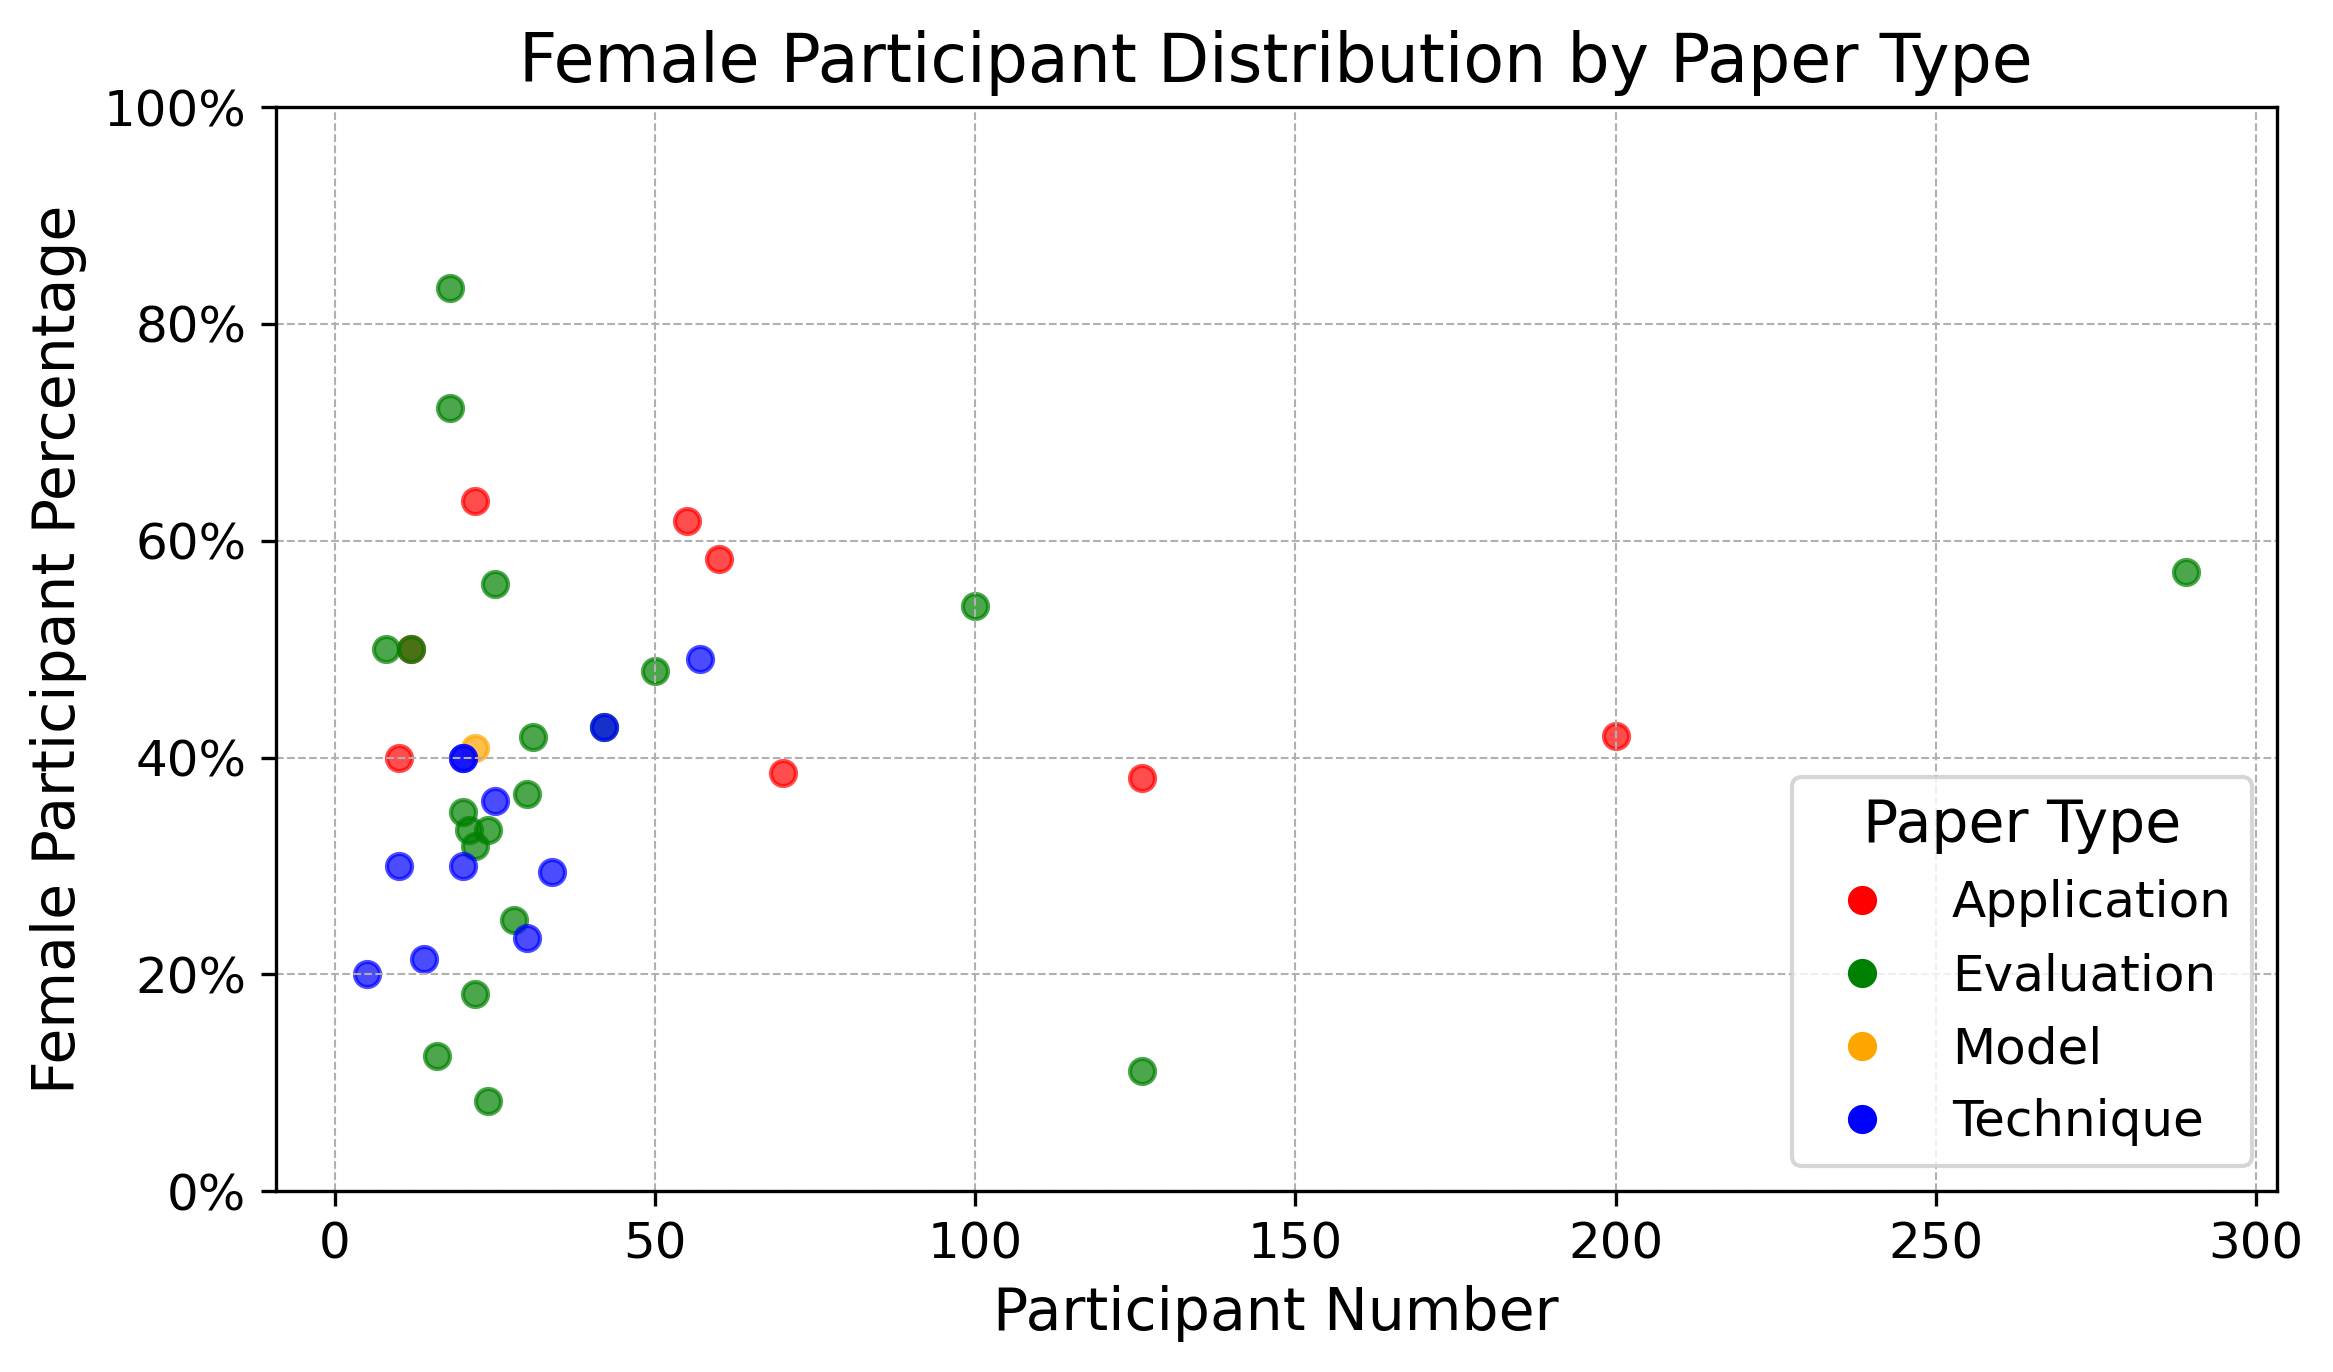 Female Participant Distribution by Paper Type
Female Participant Percentage
100%
80%
60%
40%
20%
0%
0 50 100 150 200 250 300
Participant Number
Paper Type
Application
Evaluation
Model
Technique